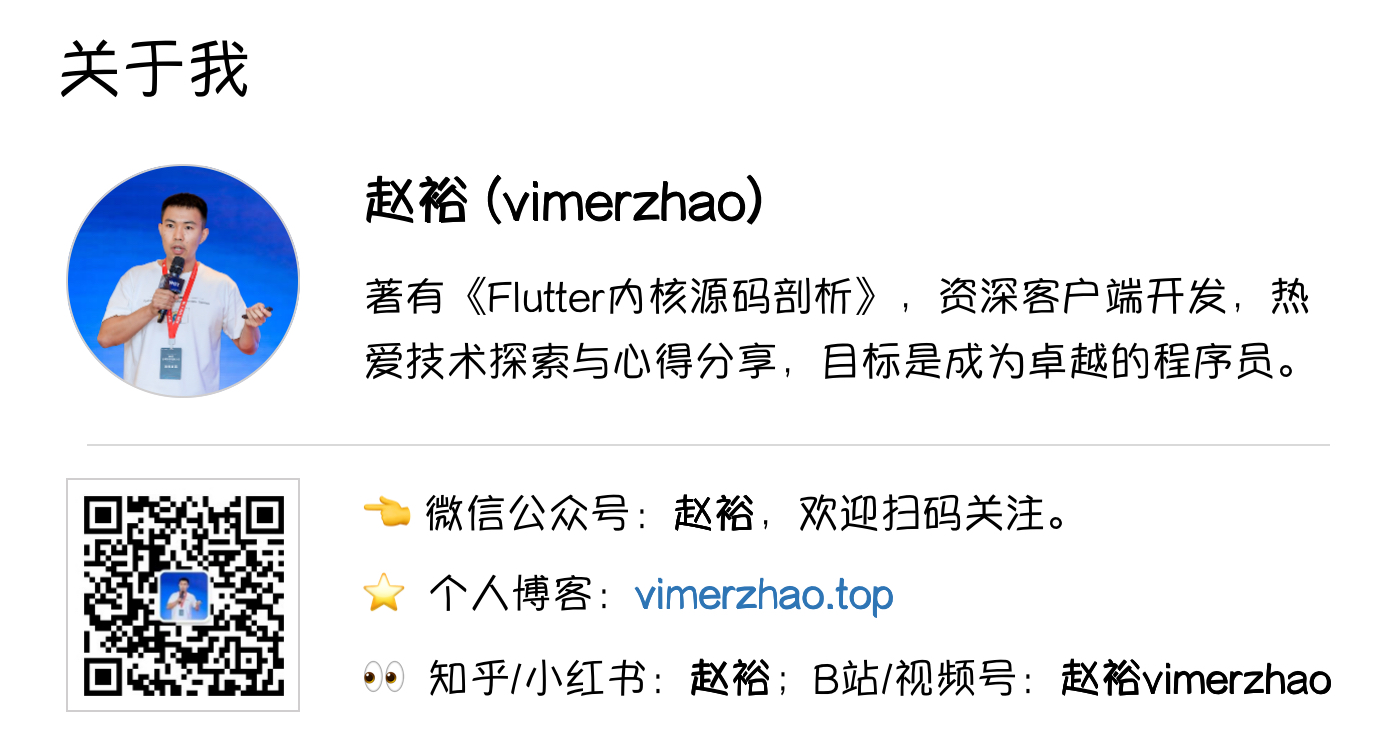 关于我
赵裕 (vimerzhao)
著有《Flutter内核源码剖析》，资深客户端开发，热
爱技术探索与心得分享，目标是成为卓越的程序员。
👈 微信公众号：赵裕，欢迎扫码关注。
⭐ 个人博客：vimerzhao.top
👀 知乎/小红书：赵裕；B站/视频号：赵裕vimerzhao